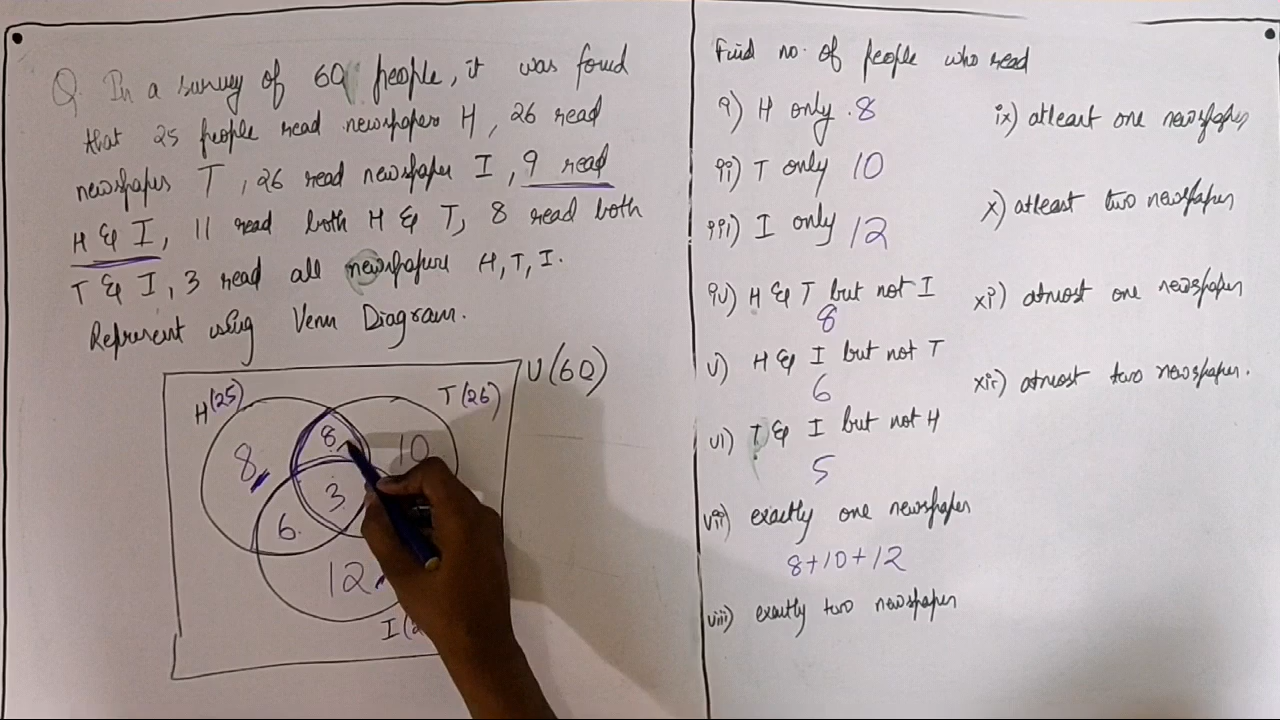 Q. In a survey of 60 people, it was found
that 25 people read newspapers H, 26 read
newspaper T, 26 read newspaper I, 9 read
H & I, 11 read both H & T, 8 read both
T & I, 3 read all newspapers H, T, I.
Represent using Venn Diagram.
U(60)
H(25)
T(26)
8
8
10
3
6
12
Find no. of people who read
i) H only 8
ii) T only 10
iii) I only 12
iv) H & T but not I
8
v) H & I but not T
6
vi) T & I but not H
5
vii) exactly one newspaper
8+10+12
viii) exactly two newspaper
ix) atleast one newspaper
x) atleast two newspaper
xi) atmost one newspaper
xii) atmost two newspaper.